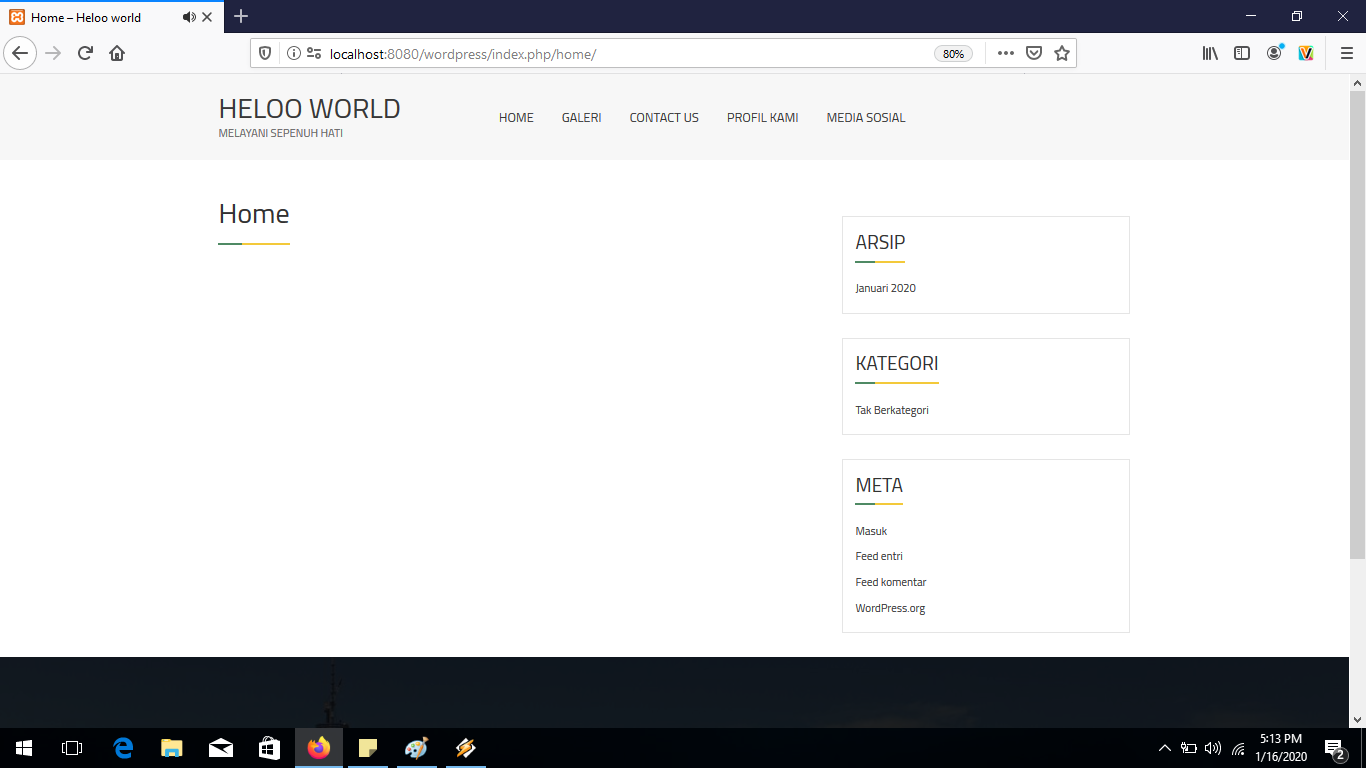 Home – Heloo world
localhost:8080/wordpress/index.php/home/
80%
HELOO WORLD
MELAYANI SEPENUH HATI
HOME
GALERI
CONTACT US
PROFIL KAMI
MEDIA SOSIAL
Home
ARSIP
Januari 2020
KATEGORI
Tak Berkategori
META
Masuk
Feed entri
Feed komentar
WordPress.org
5:13 PM
1/16/2020
2